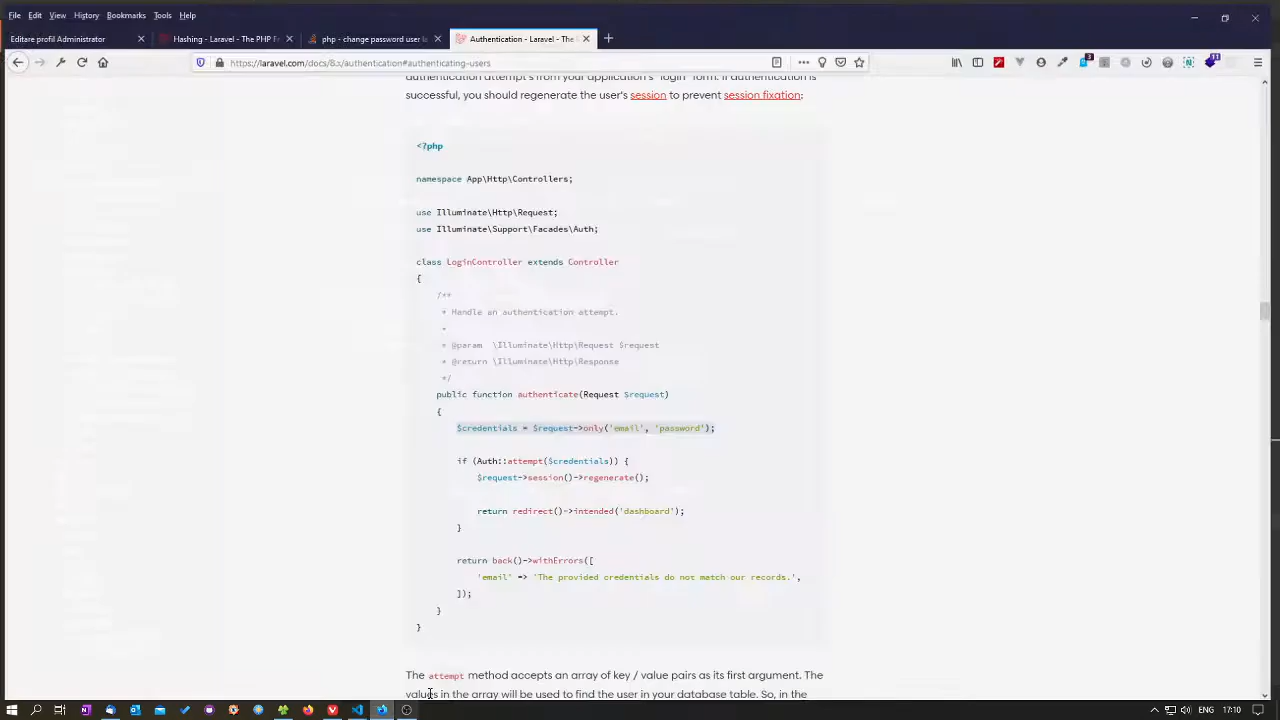 File Edit View History Bookmarks Tools Help
Editare profil Administrator
Hashing - Laravel - The PHP Fr
php - change password user la
Authentication - Laravel - The P
https://laravel.com/docs/8.x/authentication#authenticating-users
authentication attempt's from your application's "login" form. If authentication is
successful, you should regenerate the user's session to prevent session fixation:
<?php
namespace App\Http\Controllers;
use Illuminate\Http\Request;
use Illuminate\Support\Facades\Auth;
class LoginController extends Controller
{
/**
* Handle an authentication attempt.
*
* @param \Illuminate\Http\Request $request
* @return \Illuminate\Http\Response
*/
public function authenticate(Request $request)
{
$credentials = $request->only('email', 'password');
if (Auth::attempt($credentials)) {
$request->session()->regenerate();
return redirect()->intended('dashboard');
}
return back()->withErrors([
'email' => 'The provided credentials do not match our records.',
]);
}
}
The attempt method accepts an array of key / value pairs as its first argument. The
values in the array will be used to find the user in your database table. So, in the
ENG 17:10